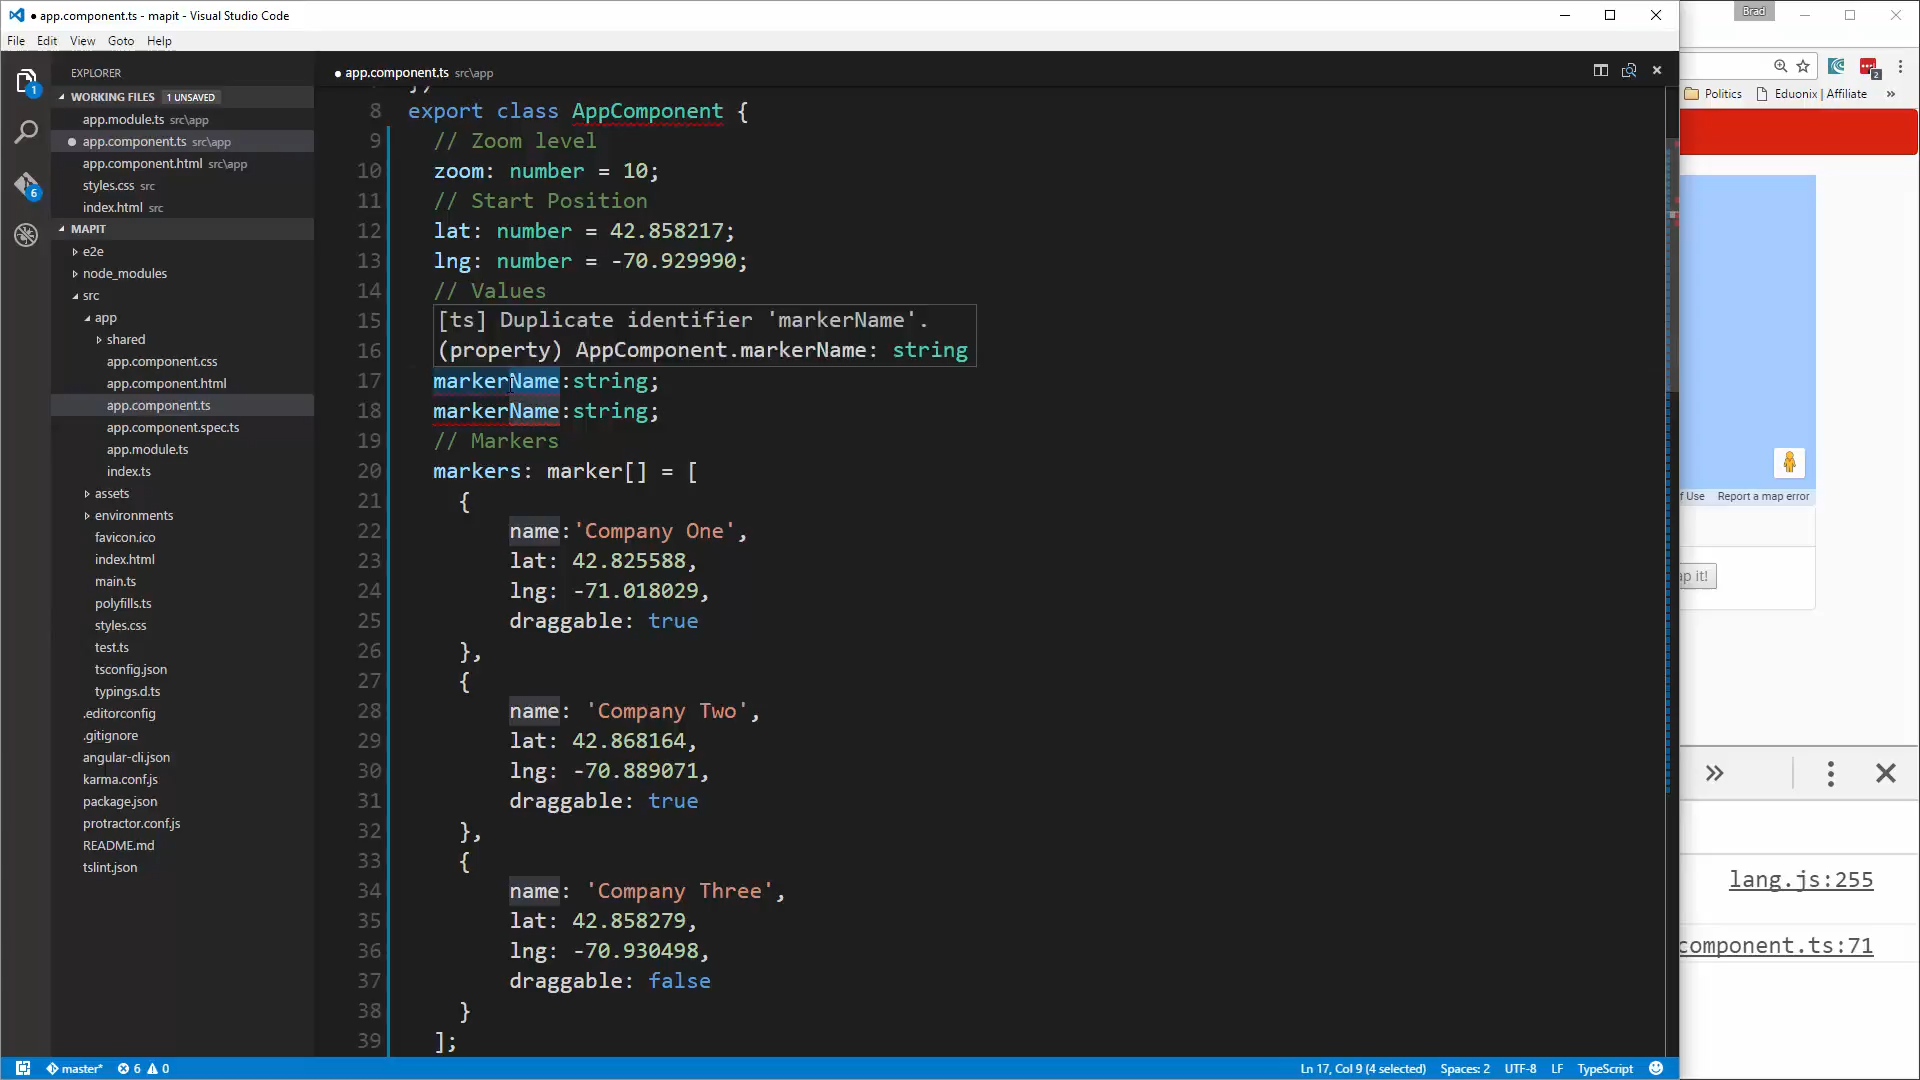 app.component.ts - mapit - Visual Studio Code
Brad
File Edit View Goto Help
EXPLORER
WORKING FILES 1 UNSAVED
app.module.ts src\app
app.component.ts src\app
app.component.html src\app
styles.css src
index.html src
MAPIT
e2e
node_modules
src
app
shared
app.component.css
app.component.html
app.component.ts
app.component.spec.ts
app.module.ts
index.ts
assets
environments
favicon.ico
index.html
main.ts
polyfills.ts
styles.css
test.ts
tsconfig.json
typings.d.ts
.editorconfig
.gitignore
angular-cli.json
karma.conf.js
package.json
protractor.conf.js
README.md
tslint.json
1
6
app.component.ts src\app
8 export class AppComponent {
9 // Zoom level
10 zoom: number = 10;
11 // Start Position
12 lat: number = 42.858217;
13 lng: number = -70.929990;
14 // Values
15
16
[ts] Duplicate identifier 'markerName'.
(property) AppComponent.markerName: string
17 markerName:string;
18 markerName:string;
19 // Markers
20 markers: marker[] = [
21 {
22 name:'Company One',
23 lat: 42.825588,
24 lng: -71.018029,
25 draggable: true
26 },
27 {
28 name: 'Company Two',
29 lat: 42.868164,
30 lng: -70.889071,
31 draggable: true
32 },
33 {
34 name: 'Company Three',
35 lat: 42.858279,
36 lng: -70.930498,
37 draggable: false
38 }
39 ];
master* 6 0
Ln 17, Col 9 (4 selected) Spaces: 2 UTF-8 LF TypeScript
2
Politics Eduonix | Affiliate »
f Use Report a map error
ap it!
lang.js:255
component.ts:71